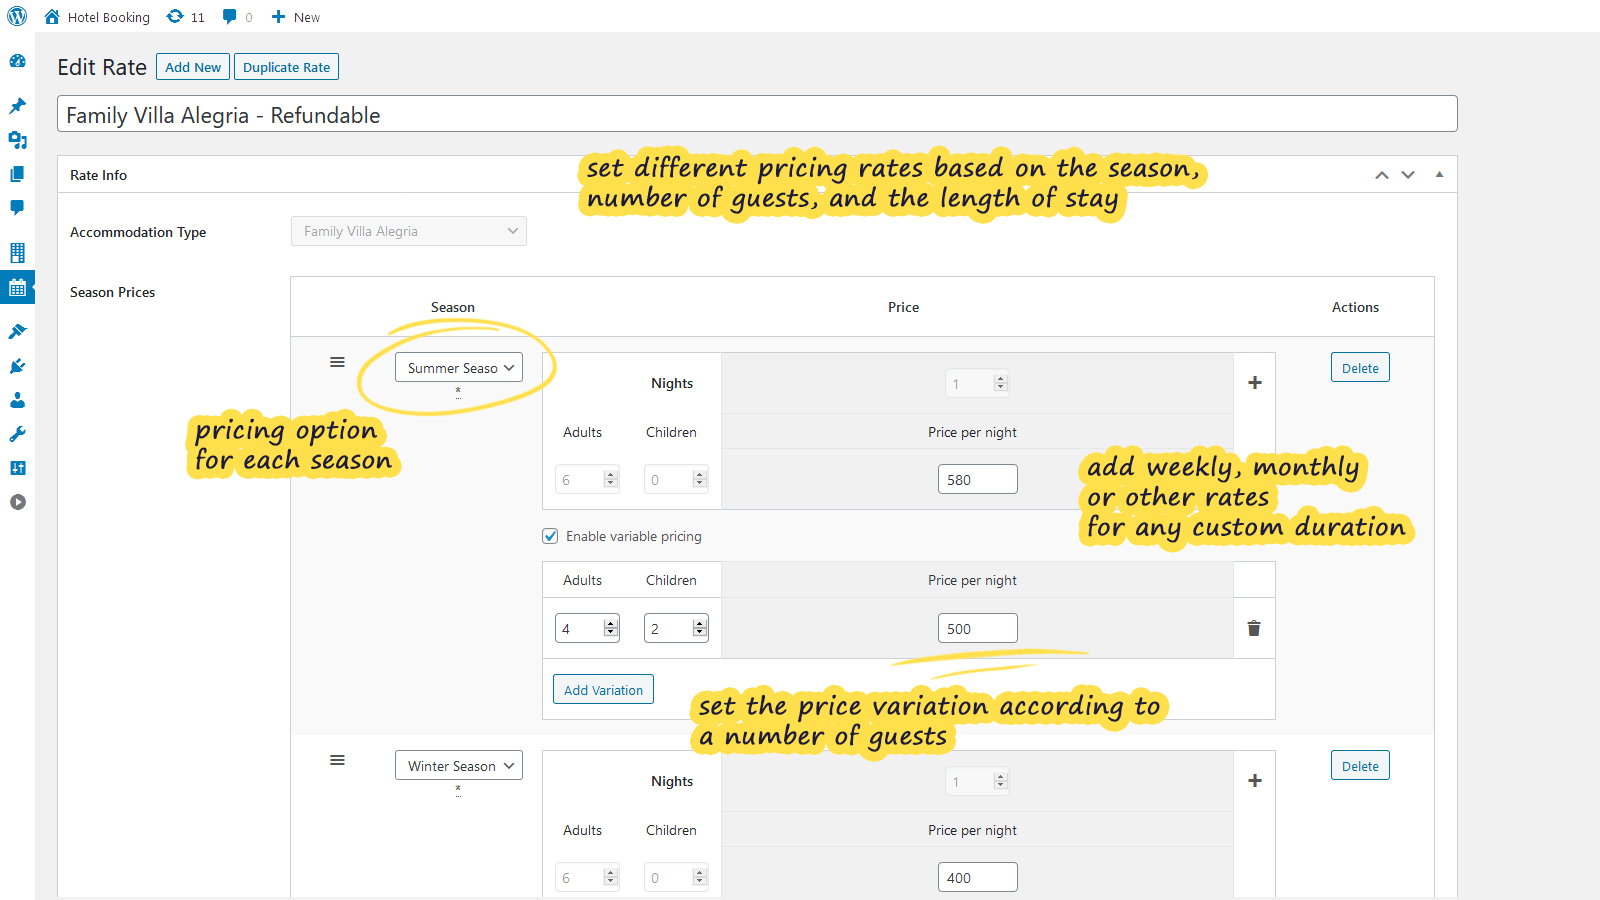 Hotel Booking 11 0 New
Edit Rate Add New Duplicate Rate
Family Villa Alegria - Refundable
Rate Info
set different pricing rates based on the season,
number of guests, and the length of stay
Accommodation Type Family Villa Alegria
Season Prices
Season Price Actions
Summer Seaso
*
Nights 1
Delete
Adults Children Price per night
6 0 580
pricing option
for each season
add weekly, monthly
or other rates
for any custom duration
Enable variable pricing
Adults Children Price per night
4 2 500
Add Variation
set the price variation according to
a number of guests
Winter Season
*
Nights 1
Delete
Adults Children Price per night
6 0 400